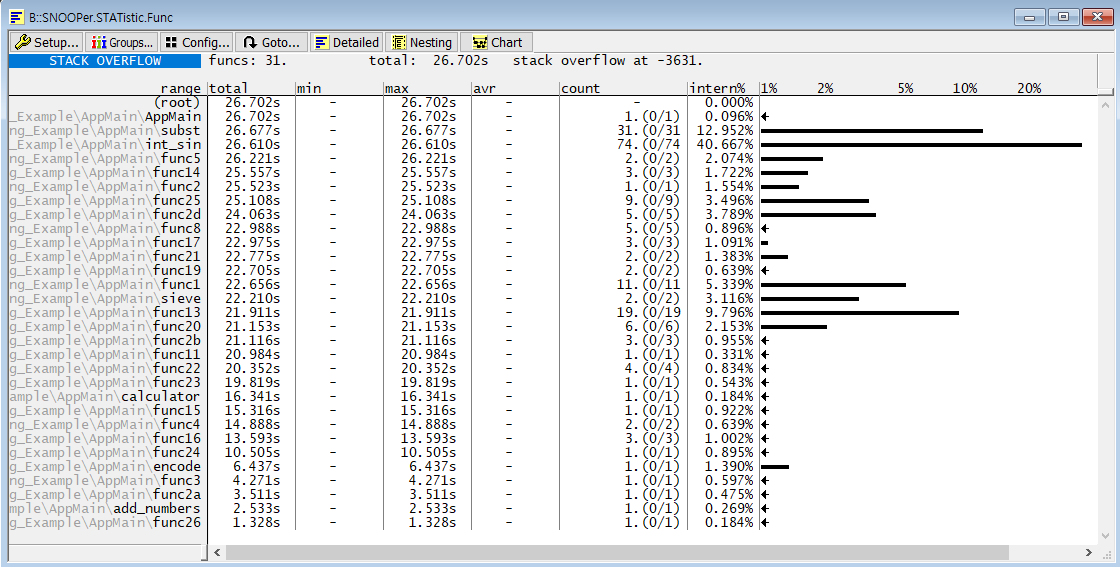 B::SNOOPer.STATistic.Func
Setup... Groups... Config... Goto... Detailed Nesting Chart
STACK OVERFLOW funcs: 31. total: 26.702s stack overflow at -3631.
range total min max avr count intern% 1% 2% 5% 10% 20%
(root) 26.702s - 26.702s - - 0.000%
_Example\AppMain\AppMain 26.702s - 26.702s - 1.(0/1) 0.096%
ng_Example\AppMain\subst 26.677s - 26.677s - 31.(0/31 12.952%
_Example\AppMain\int_sin 26.610s - 26.610s - 74.(0/74 40.667%
ng_Example\AppMain\func5 26.221s - 26.221s - 2.(0/2) 2.074%
g_Example\AppMain\func14 25.557s - 25.557s - 3.(0/3) 1.722%
ng_Example\AppMain\func2 25.523s - 25.523s - 1.(0/1) 1.554%
g_Example\AppMain\func25 25.108s - 25.108s - 9.(0/9) 3.496%
g_Example\AppMain\func2d 24.063s - 24.063s - 5.(0/5) 3.789%
ng_Example\AppMain\func8 22.988s - 22.988s - 5.(0/5) 0.896%
g_Example\AppMain\func17 22.975s - 22.975s - 3.(0/3) 1.091%
g_Example\AppMain\func21 22.775s - 22.775s - 2.(0/2) 1.383%
g_Example\AppMain\func19 22.705s - 22.705s - 2.(0/2) 0.639%
ng_Example\AppMain\func1 22.656s - 22.656s - 11.(0/11 5.339%
ng_Example\AppMain\sieve 22.210s - 22.210s - 2.(0/2) 3.116%
g_Example\AppMain\func13 21.911s - 21.911s - 19.(0/19 9.796%
g_Example\AppMain\func20 21.153s - 21.153s - 6.(0/6) 2.153%
g_Example\AppMain\func2b 21.116s - 21.116s - 3.(0/3) 0.955%
g_Example\AppMain\func11 20.984s - 20.984s - 1.(0/1) 0.331%
g_Example\AppMain\func22 20.352s - 20.352s - 4.(0/4) 0.834%
g_Example\AppMain\func23 19.819s - 19.819s - 1.(0/1) 0.543%
ample\AppMain\calculator 16.341s - 16.341s - 1.(0/1) 0.184%
g_Example\AppMain\func15 15.316s - 15.316s - 1.(0/1) 0.922%
ng_Example\AppMain\func4 14.888s - 14.888s - 2.(0/2) 0.639%
g_Example\AppMain\func16 13.593s - 13.593s - 3.(0/3) 1.002%
g_Example\AppMain\func24 10.505s - 10.505s - 1.(0/1) 0.895%
g_Example\AppMain\encode 6.437s - 6.437s - 1.(0/1) 1.390%
ng_Example\AppMain\func3 4.271s - 4.271s - 1.(0/1) 0.597%
g_Example\AppMain\func2a 3.511s - 3.511s - 1.(0/1) 0.475%
mple\AppMain\add_numbers 2.533s - 2.533s - 1.(0/1) 0.269%
g_Example\AppMain\func26 1.328s - 1.328s - 1.(0/1) 0.184%